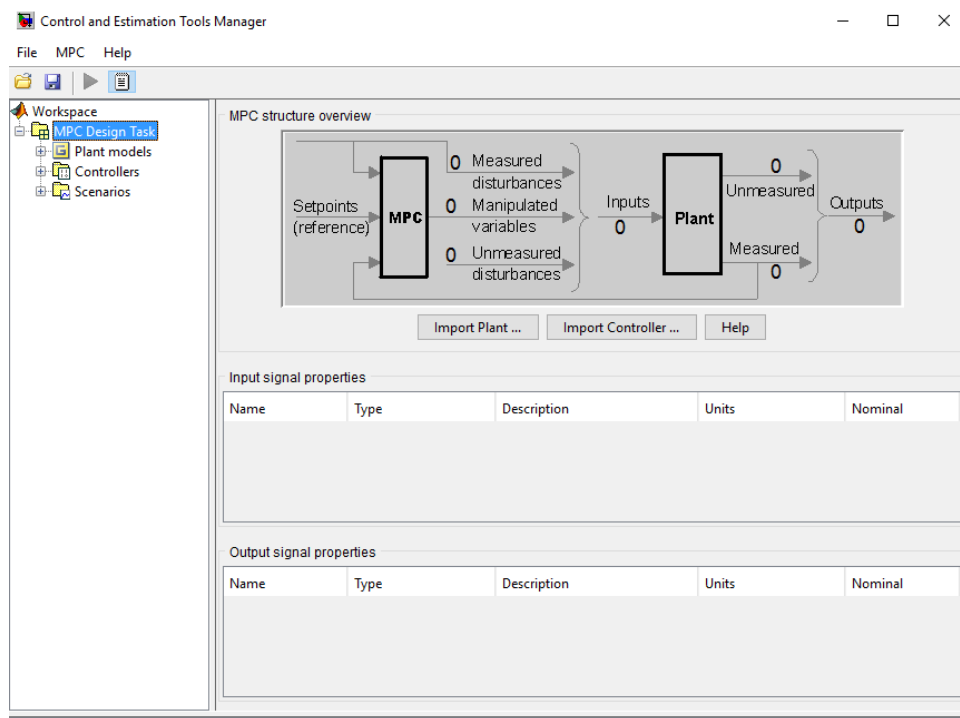 Control and Estimation Tools Manager
File MPC Help
Workspace
MPC Design Task
Plant models
Controllers
Scenarios
MPC structure overview
Setpoints
(reference)
MPC
0 Measured
disturbances
0 Manipulated
variables
0 Unmeasured
disturbances
Inputs
0
Plant
0
Unmeasured
Measured
0
Outputs
0
Import Plant ... Import Controller ... Help
Input signal properties
Name Type Description Units Nominal
Output signal properties
Name Type Description Units Nominal